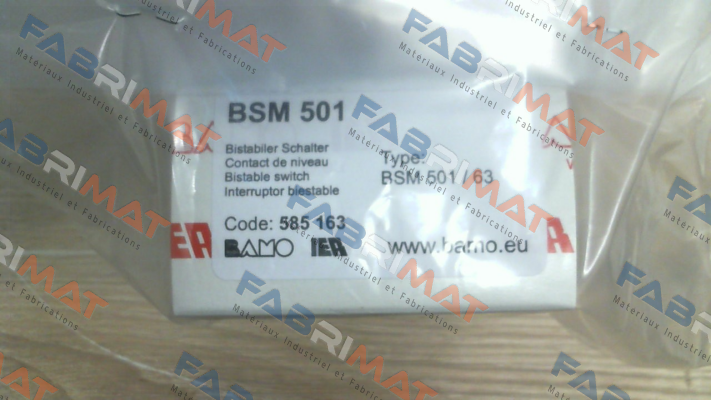 BSM 501
Bistabiler Schalter
Contact de niveau
Bistable switch
Interruptor biestable
Type:
BSM 501 / 63
Code: 585 163
BAMO IER
www.bamo.eu
FABRIMAT
Materiaux Industriel et Fabrications